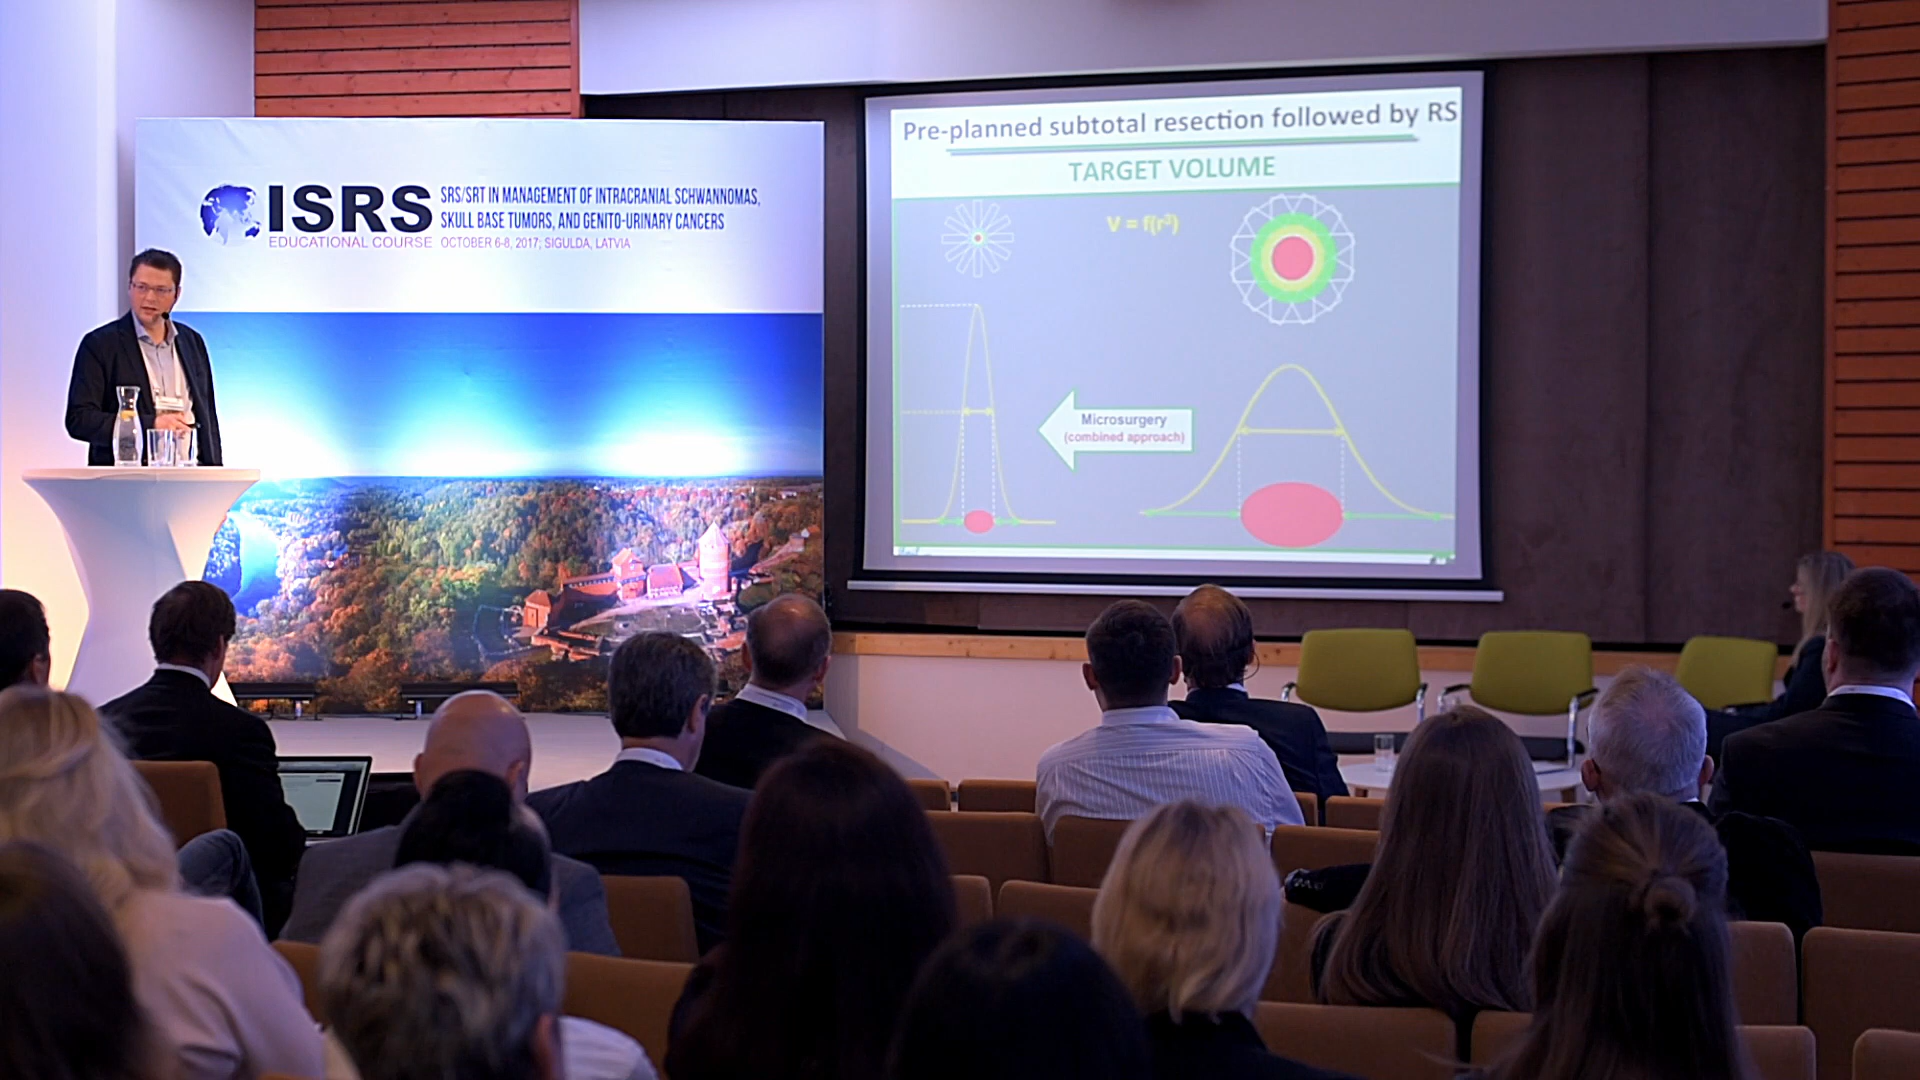 ISRS
EDUCATIONAL COURSE
SRS/SRT IN MANAGEMENT OF INTRACRANIAL SCHWANNOMAS,
SKULL BASE TUMORS, AND GENITO-URINARY CANCERS
OCTOBER 6-8, 2017; SIGULDA, LATVIA
Pre-planned subtotal resection followed by RS
TARGET VOLUME
V = f(r³)
Microsurgery
(combined approach)